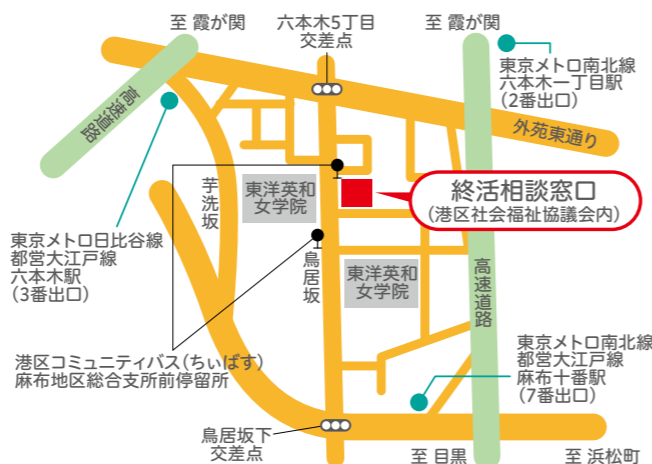 至 霞が関
六本木5丁目
交差点
至 霞が関
東京メトロ南北線
六本木一丁目駅
(2番出口)
高速道路
外苑東通り
芋洗坂
東洋英和
女学院
終活相談窓口
(港区社会福祉協議会内)
東京メトロ日比谷線
都営大江戸線
六本木駅
(3番出口)
鳥居坂
東洋英和
女学院
高速道路
港区コミュニティバス(ちぃばす)
麻布地区総合支所前停留所
東京メトロ南北線
都営大江戸線
麻布十番駅
(7番出口)
鳥居坂下
交差点
至 目黒
至 浜松町